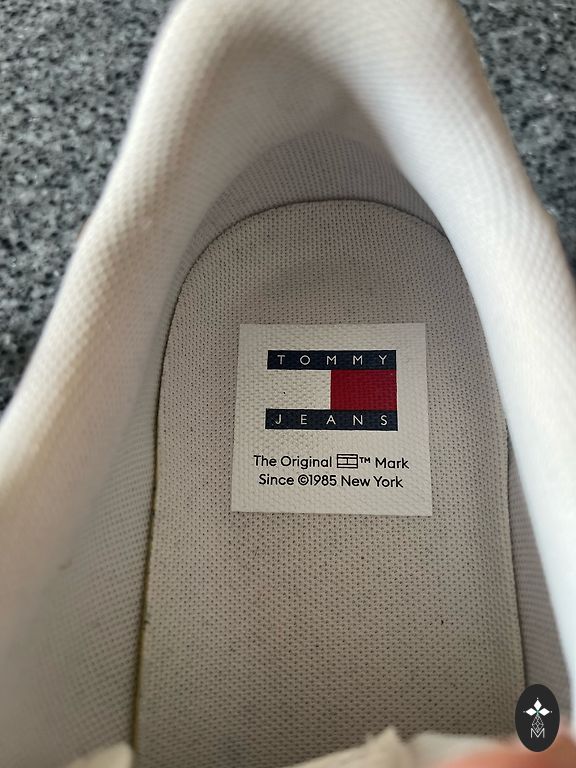 TOMMY
JEANS
The Original ™ Mark
Since ©1985 New York
M